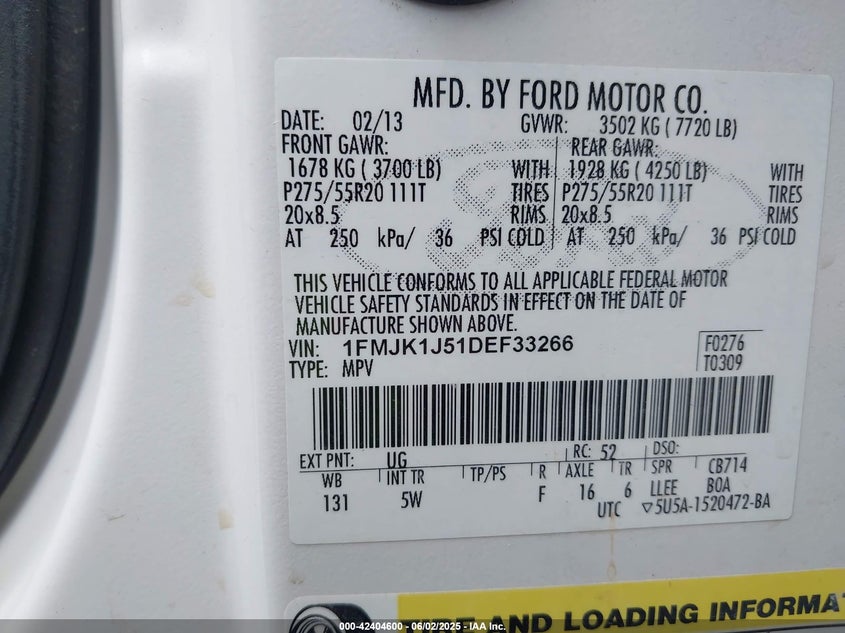 MFD. BY FORD MOTOR CO.
DATE: 02/13 GVWR: 3502 KG ( 7720 LB)
FRONT GAWR: REAR GAWR:
1678 KG ( 3700 LB) WITH 1928 KG ( 4250 LB) WITH
P275/55R20 111T TIRES P275/55R20 111T TIRES
20x8.5 RIMS 20x8.5 RIMS
AT 250 kPa/ 36 PSI COLD AT 250 kPa/ 36 PSI COLD
THIS VEHICLE CONFORMS TO ALL APPLICABLE FEDERAL MOTOR
VEHICLE SAFETY STANDARDS IN EFFECT ON THE DATE OF
MANUFACTURE SHOWN ABOVE.
VIN: 1FMJK1J51DEF33266 F0276
TYPE: MPV T0309
EXT PNT: UG RC: 52 DSO:
WB INT TR TP/PS R AXLE TR SPR CB714
131 5W F 16 6 LLEE BOA
UTC ▽5U5A-1520472-BA
AND LOADING INFORMA
000-42404600 - 06/02/2025 - IAA Inc.